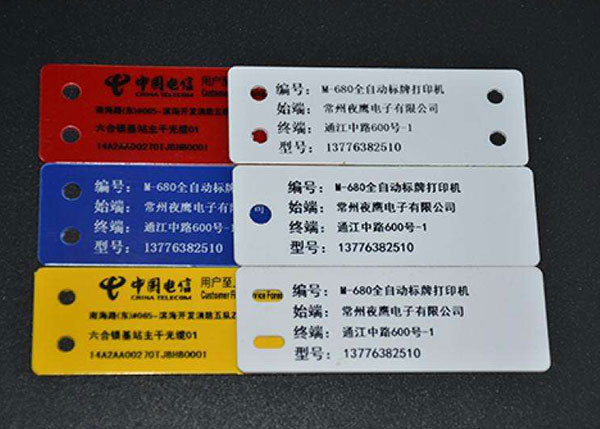 中国电信 用户至
CHINA TELECOM
南海路(东)#065-滨海开发消防五
六合镇基站主干光缆01
14A2AA00270TJBHB0001
编号: M-680全自动标牌打印机
始端: 常州夜鹰电子有限公司
终端: 通江中路600号-1
型号: 13776382510
编号: M-680全自动标牌
始端: 常州夜鹰电子有限
终端: 通江中路600号-1
型号: 13776382510
编号: M-680全自动标牌打印机
始端: 常州夜鹰电子有限公司
终端: 通江中路600号-1
型号: 13776382510
中国电信 用户至上
CHINA TELECOM Customer Fi
南海路(东)#065-滨海开发消防五队2
六合镇基站主干光缆01
14A2AA00270TJBHB0001
vice Forem
编号: M-680全自动标牌打印机
始端: 常州夜鹰电子有限公司
终端: 通江中路600号-1
型号: 13776382510